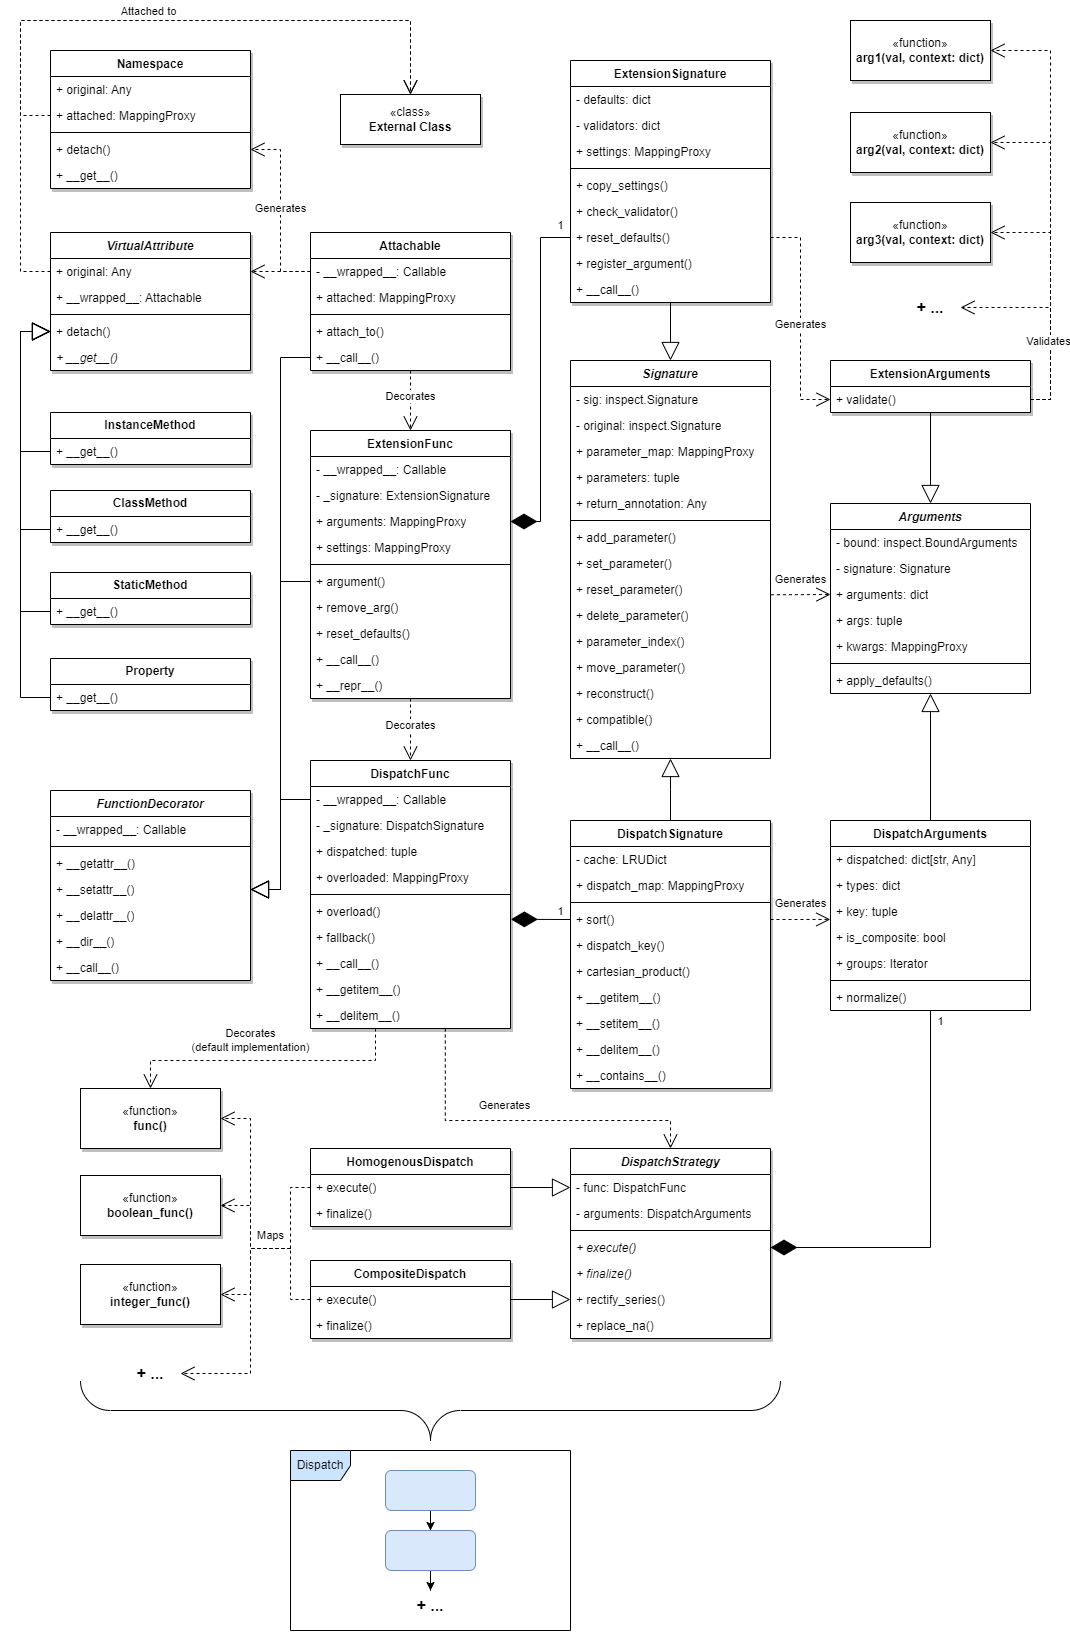 Attached to
Namespace
+ original: Any
+ attached: MappingProxy
+ detach()
+ __get__()
«class»
External Class
ExtensionSignature
- defaults: dict
- validators: dict
+ settings: MappingProxy
+ copy_settings()
+ check_validator()
+ reset_defaults()
+ register_argument()
+ __call__()
«function»
arg1(val, context: dict)
«function»
arg2(val, context: dict)
«function»
arg3(val, context: dict)
+ ...
Validates
Generates
VirtualAttribute
+ original: Any
+ __wrapped__: Attachable
+ detach()
+ __get__()
Attachable
- __wrapped__: Callable
+ attached: MappingProxy
+ attach_to()
+ __call__()
1
Generates
Decorates
InstanceMethod
+ __get__()
ClassMethod
+ __get__()
StaticMethod
+ __get__()
Property
+ __get__()
ExtensionFunc
- __wrapped__: Callable
- _signature: ExtensionSignature
+ arguments: MappingProxy
+ settings: MappingProxy
+ argument()
+ remove_arg()
+ reset_defaults()
+ __call__()
+ __repr__()
Signature
- sig: inspect.Signature
- original: inspect.Signature
+ parameter_map: MappingProxy
+ parameters: tuple
+ return_annotation: Any
+ add_parameter()
+ set_parameter()
+ reset_parameter()
+ delete_parameter()
+ parameter_index()
+ move_parameter()
+ reconstruct()
+ compatible()
+ __call__()
ExtensionArguments
+ validate()
Generates
Arguments
- bound: inspect.BoundArguments
- signature: Signature
+ arguments: dict
+ args: tuple
+ kwargs: MappingProxy
+ apply_defaults()
Decorates
FunctionDecorator
- __wrapped__: Callable
+ __getattr__()
+ __setattr__()
+ __delattr__()
+ __dir__()
+ __call__()
DispatchFunc
- __wrapped__: Callable
- _signature: DispatchSignature
+ dispatched: tuple
+ overloaded: MappingProxy
+ overload()
+ fallback()
+ __call__()
+ __getitem__()
+ __delitem__()
1
DispatchSignature
- cache: LRUDict
+ dispatch_map: MappingProxy
+ sort()
+ dispatch_key()
+ cartesian_product()
+ __getitem__()
+ __setitem__()
+ __delitem__()
+ __contains__()
Generates
DispatchArguments
+ dispatched: dict[str, Any]
+ types: dict
+ key: tuple
+ is_composite: bool
+ groups: Iterator
+ normalize()
1
Decorates
(default implementation)
Generates
«function»
func()
«function»
boolean_func()
«function»
integer_func()
+ ...
Maps
HomogenousDispatch
+ execute()
+ finalize()
CompositeDispatch
+ execute()
+ finalize()
DispatchStrategy
- func: DispatchFunc
- arguments: DispatchArguments
+ execute()
+ finalize()
+ rectify_series()
+ replace_na()
Dispatch
+ ...